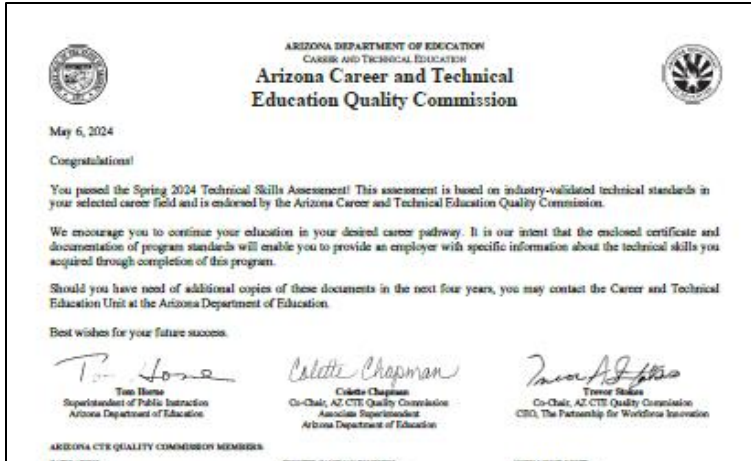 ARIZONA DEPARTMENT OF EDUCATION
CAREER AND TECHNICAL EDUCATION
Arizona Career and Technical
Education Quality Commission
May 6, 2024
Congratulations!
You passed the Spring 2024 Technical Skills Assessment! This assessment is based on industry-validated technical standards in
your selected career field and is endorsed by the Arizona Career and Technical Education Quality Commission.
We encourage you to continue your education in your desired career pathway. It is our intent that the enclosed certificate and
documentation of program standards will enable you to provide an employer with specific information about the technical skills you
acquired through completion of this program.
Should you have need of additional copies of these documents in the next four years, you may contact the Career and Technical
Education Unit at the Arizona Department of Education.
Best wishes for your future success.
Tom Horne
Colette Chapman
Trevor A Stokes
Tom Horne
Superintendent of Public Instruction
Arizona Department of Education
Colette Chapman
Co-Chair, AZ CTE Quality Commission
Associate Superintendent
Arizona Department of Education
Trevor Stokes
Co-Chair, AZ CTE Quality Commission
CEO, The Partnership for Workforce Innovation
ARIZONA CTE QUALITY COMMISSION MEMBERS: